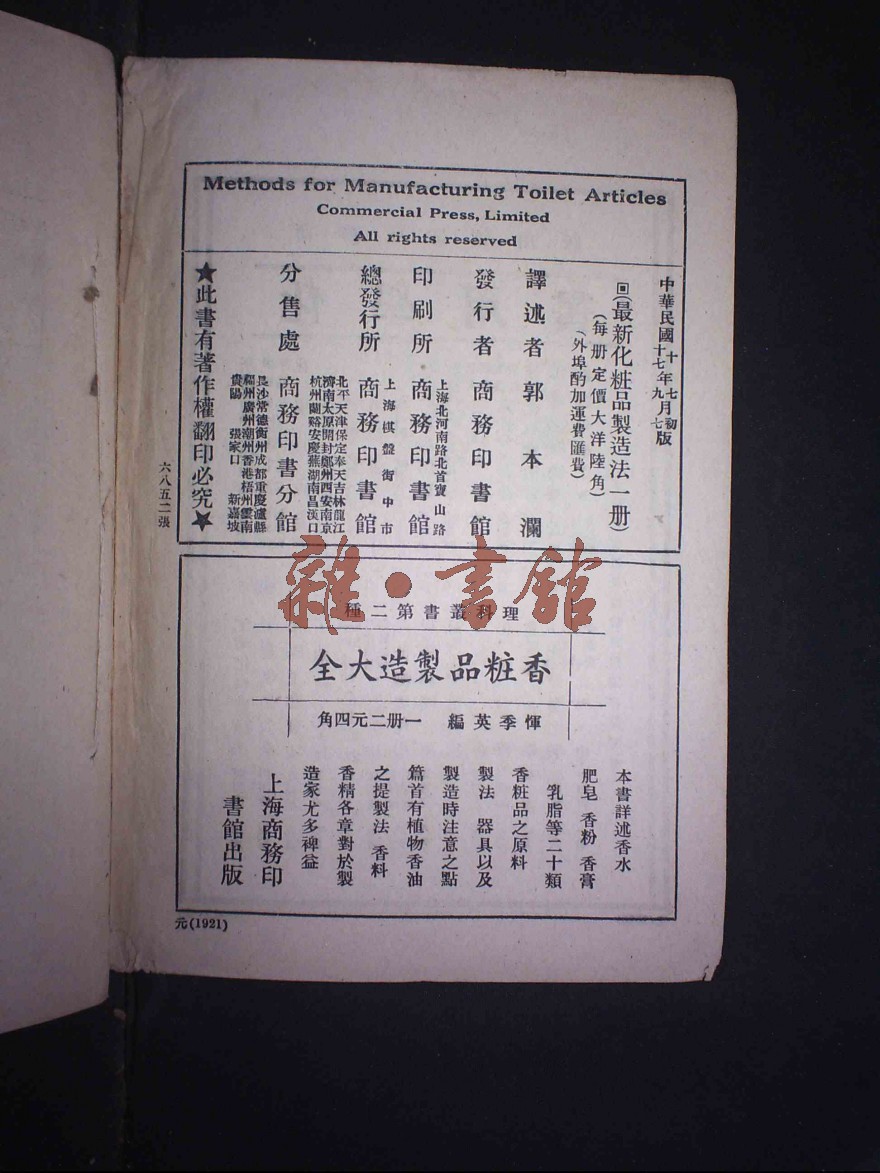 Methods for Manufacturing Toilet Articles
Commercial Press, Limited
All rights reserved
中華民國十七年九月七版
十年七月初版
(最新化粧品製造法一册)
(每册定價大洋陸角)
(外埠酌加運費匯費)
譯述者 郭本瀾
發行者 商務印書館
上海北河南路北首寶山路
印刷所 商務印書館
上海棋盤街中市
總發行所 商務印書館
北平天津保定奉天吉林龍江
濟南太原開封鄭州西安南京
杭州蘭谿安慶蕪湖南昌漢口
分售處 商務印書分館
長沙常德衡州成都重慶瀘縣
福州廣州潮州香港梧州雲南
貴陽 張家口 新嘉坡
★此書有著作權翻印必究★
六八五二張
雜·書館
理科叢書第二種
香粧品製造大全
惲季英編 一册二元四角
本書詳述香水
肥皂 香粉 香膏
乳脂等二十類
香粧品之原料
製法 器具以及
製造時注意之點
篇首有植物香油
之提製法 香料
香精各章對於製
造家尤多裨益
上海商務印
書館出版
元(1921)